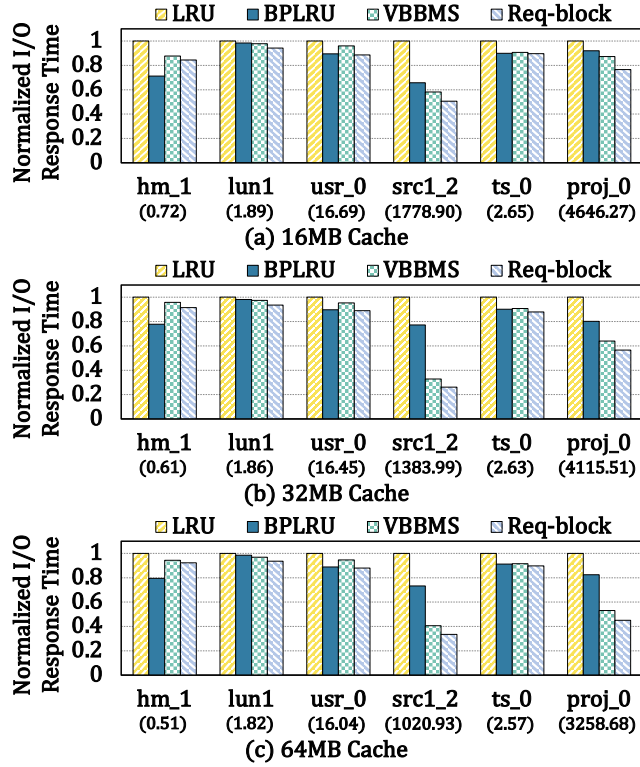 LRU BPLRU VBBMS Req-block
Normalized I/O
Response Time
1
0.8
0.6
0.4
0.2
0
hm_1 lun1 usr_0 src1_2 ts_0 proj_0
(0.72) (1.89) (16.69) (1778.90) (2.65) (4646.27)
(a) 16MB Cache
LRU BPLRU VBBMS Req-block
Normalized I/O
Response Time
1
0.8
0.6
0.4
0.2
0
hm_1 lun1 usr_0 src1_2 ts_0 proj_0
(0.61) (1.86) (16.45) (1383.99) (2.63) (4115.51)
(b) 32MB Cache
LRU BPLRU VBBMS Req-block
Normalized I/O
Response Time
1
0.8
0.6
0.4
0.2
0
hm_1 lun1 usr_0 src1_2 ts_0 proj_0
(0.51) (1.82) (16.04) (1020.93) (2.57) (3258.68)
(c) 64MB Cache